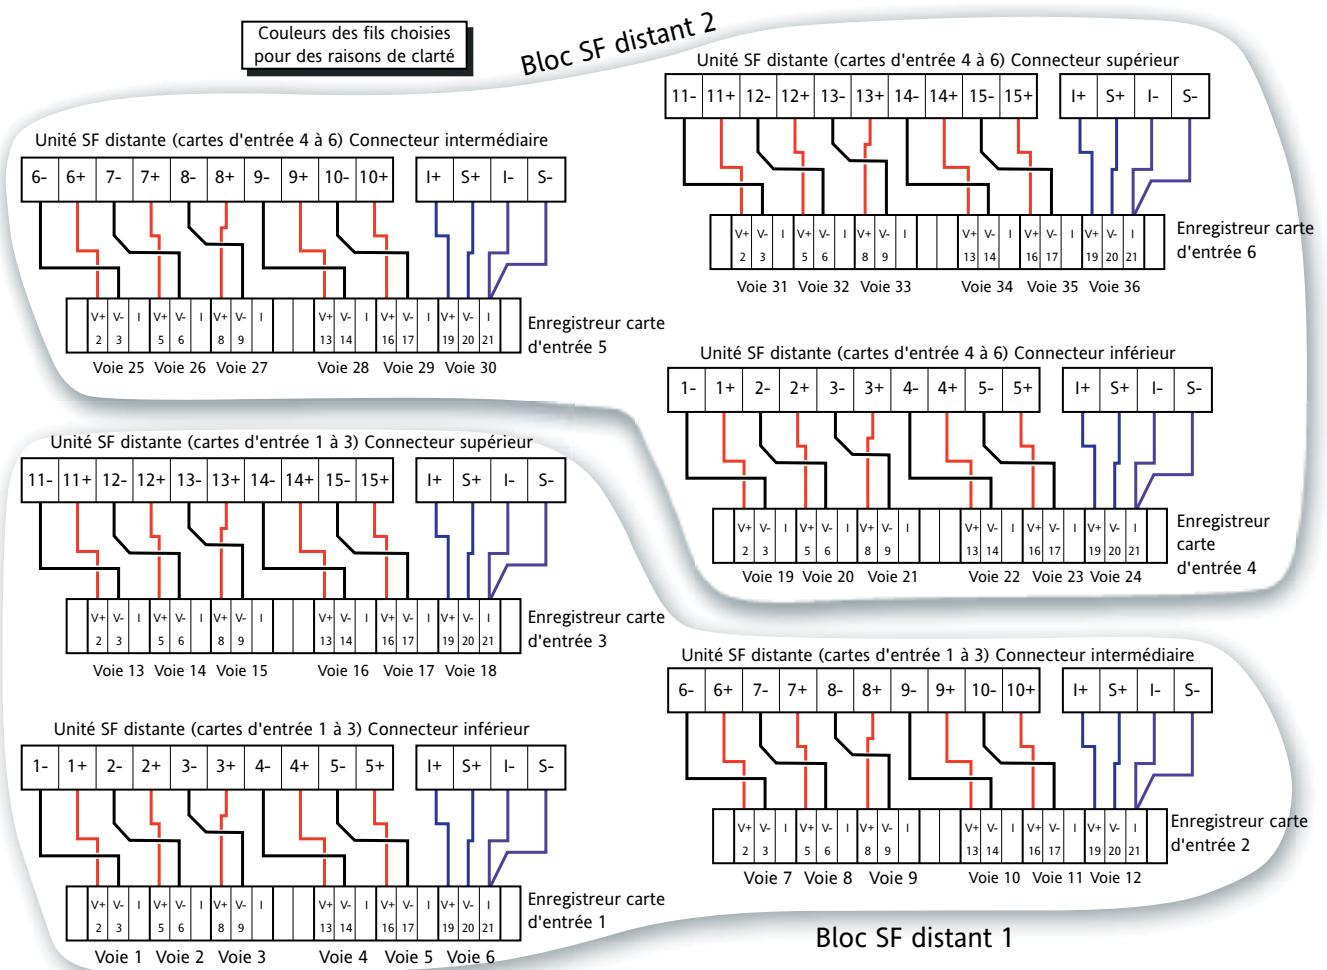 Couleurs des fils choisies
pour des raisons de clarté
Bloc SF distant 2
Unité SF distante (cartes d'entrée 4 à 6) Connecteur supérieur
11- 11+ 12- 12+ 13- 13+ 14- 14+ 15- 15+ I+ S+ I- S-
V+ V- I V+ V- I V+ V- I V+ V- I V+ V- I V+ V- I
2 3 5 6 8 9 13 14 16 17 19 20 21
Enregistreur carte
d'entrée 6
Voie 31 Voie 32 Voie 33 Voie 34 Voie 35 Voie 36
Unité SF distante (cartes d'entrée 4 à 6) Connecteur intermédiaire
6- 6+ 7- 7+ 8- 8+ 9- 9+ 10- 10+ I+ S+ I- S-
V+ V- I V+ V- I V+ V- I V+ V- I V+ V- I V+ V- I
2 3 5 6 8 9 13 14 16 17 19 20 21
Enregistreur carte
d'entrée 5
Voie 25 Voie 26 Voie 27 Voie 28 Voie 29 Voie 30
Unité SF distante (cartes d'entrée 4 à 6) Connecteur inférieur
1- 1+ 2- 2+ 3- 3+ 4- 4+ 5- 5+ I+ S+ I- S-
V+ V- I V+ V- I V+ V- I V+ V- I V+ V- I V+ V- I
2 3 5 6 8 9 13 14 16 17 19 20 21
Enregistreur
carte
d'entrée 4
Voie 19 Voie 20 Voie 21 Voie 22 Voie 23 Voie 24
Unité SF distante (cartes d'entrée 1 à 3) Connecteur supérieur
11- 11+ 12- 12+ 13- 13+ 14- 14+ 15- 15+ I+ S+ I- S-
V+ V- I V+ V- I V+ V- I V+ V- I V+ V- I V+ V- I
2 3 5 6 8 9 13 14 16 17 19 20 21
Enregistreur carte
d'entrée 3
Voie 13 Voie 14 Voie 15 Voie 16 Voie 17 Voie 18
Unité SF distante (cartes d'entrée 1 à 3) Connecteur intermédiaire
6- 6+ 7- 7+ 8- 8+ 9- 9+ 10- 10+ I+ S+ I- S-
V+ V- I V+ V- I V+ V- I V+ V- I V+ V- I V+ V- I
2 3 5 6 8 9 13 14 16 17 19 20 21
Enregistreur carte
d'entrée 2
Voie 7 Voie 8 Voie 9 Voie 10 Voie 11 Voie 12
Unité SF distante (cartes d'entrée 1 à 3) Connecteur inférieur
1- 1+ 2- 2+ 3- 3+ 4- 4+ 5- 5+ I+ S+ I- S-
V+ V- I V+ V- I V+ V- I V+ V- I V+ V- I V+ V- I
2 3 5 6 8 9 13 14 16 17 19 20 21
Enregistreur carte
d'entrée 1
Voie 1 Voie 2 Voie 3 Voie 4 Voie 5 Voie 6
Bloc SF distant 1